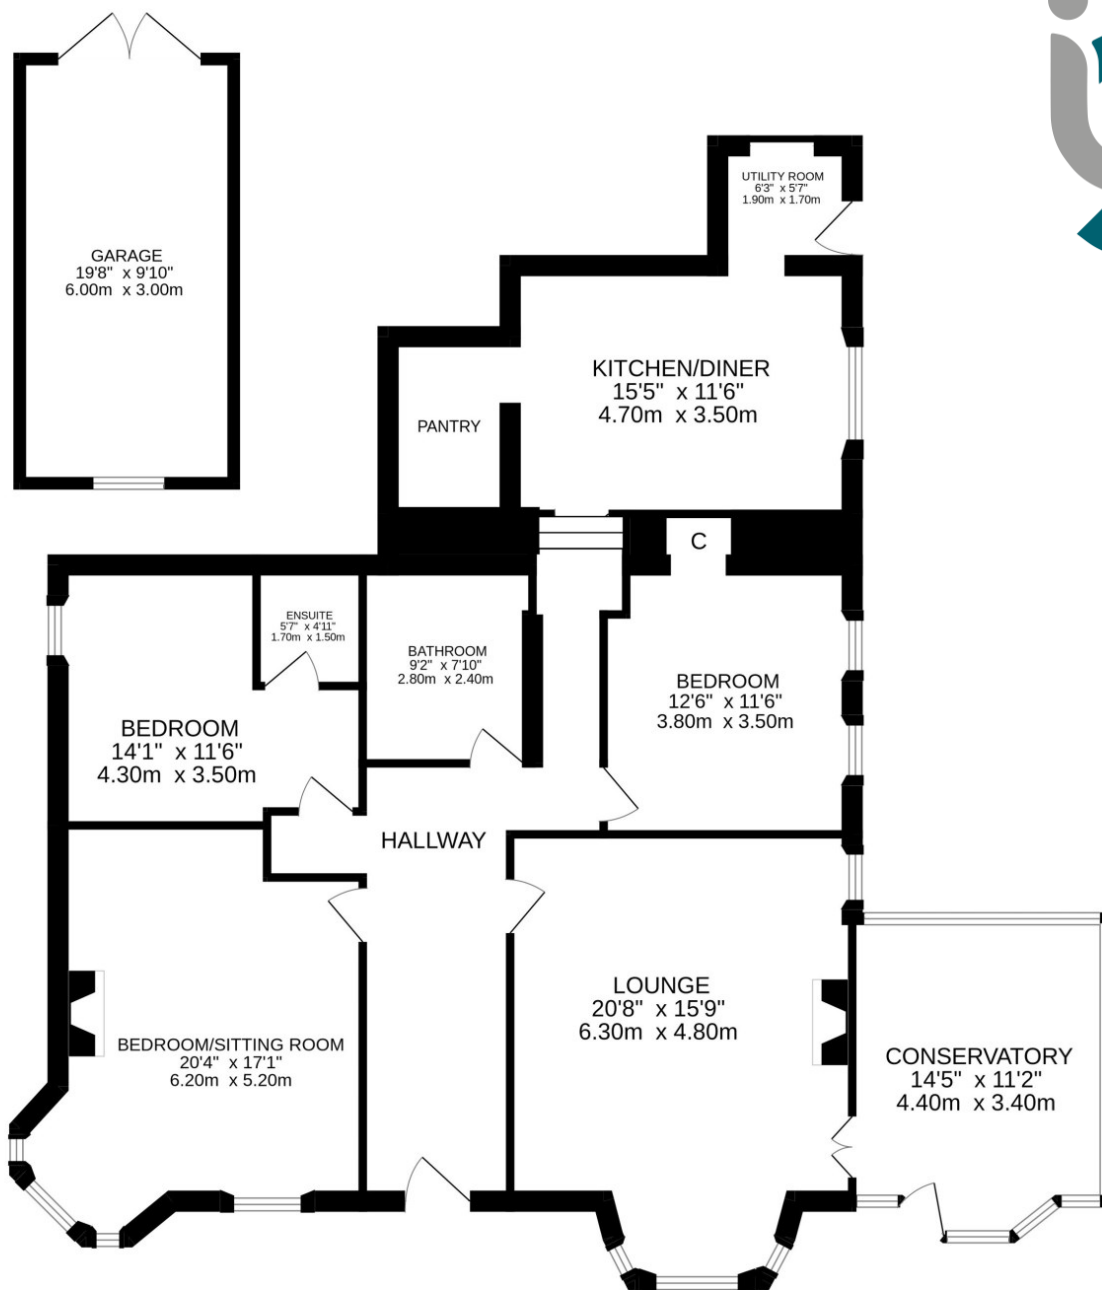 GARAGE
19'8" x 9'10"
6.00m x 3.00m
UTILITY ROOM
6'3" x 5'7"
1.90m x 1.70m
KITCHEN/DINER
15'5" x 11'6"
4.70m x 3.50m
PANTRY
C
ENSUITE
5'7" x 4'11"
1.70m x 1.50m
BATHROOM
9'2" x 7'10"
2.80m x 2.40m
BEDROOM
12'6" x 11'6"
3.80m x 3.50m
BEDROOM
14'1" x 11'6"
4.30m x 3.50m
HALLWAY
LOUNGE
20'8" x 15'9"
6.30m x 4.80m
BEDROOM/SITTING ROOM
20'4" x 17'1"
6.20m x 5.20m
CONSERVATORY
14'5" x 11'2"
4.40m x 3.40m